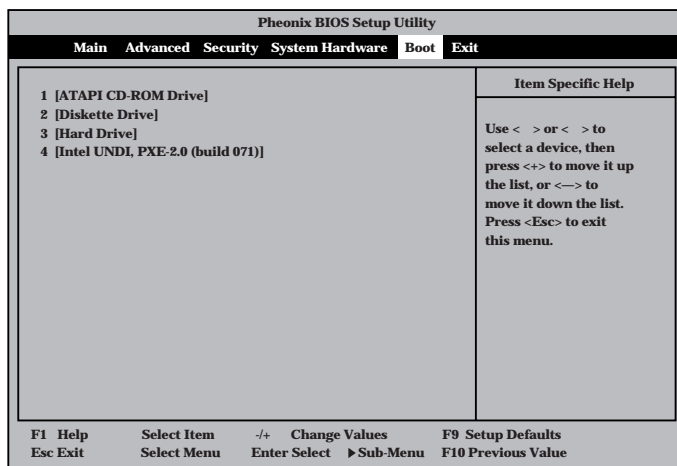 Pheonix BIOS Setup Utility
Main Advanced Security System Hardware Boot Exit
1 [ATAPI CD-ROM Drive]
2 [Diskette Drive]
3 [Hard Drive]
4 [Intel UNDI, PXE-2.0 (build 071)]
Item Specific Help
Use < > or < > to
select a device, then
press <+> to move it up
the list, or <—> to
move it down the list.
Press <Esc> to exit
this menu.
F1 Help Select Item -/+ Change Values F9 Setup Defaults
Esc Exit Select Menu Enter Select ▶Sub-Menu F10 Previous Value